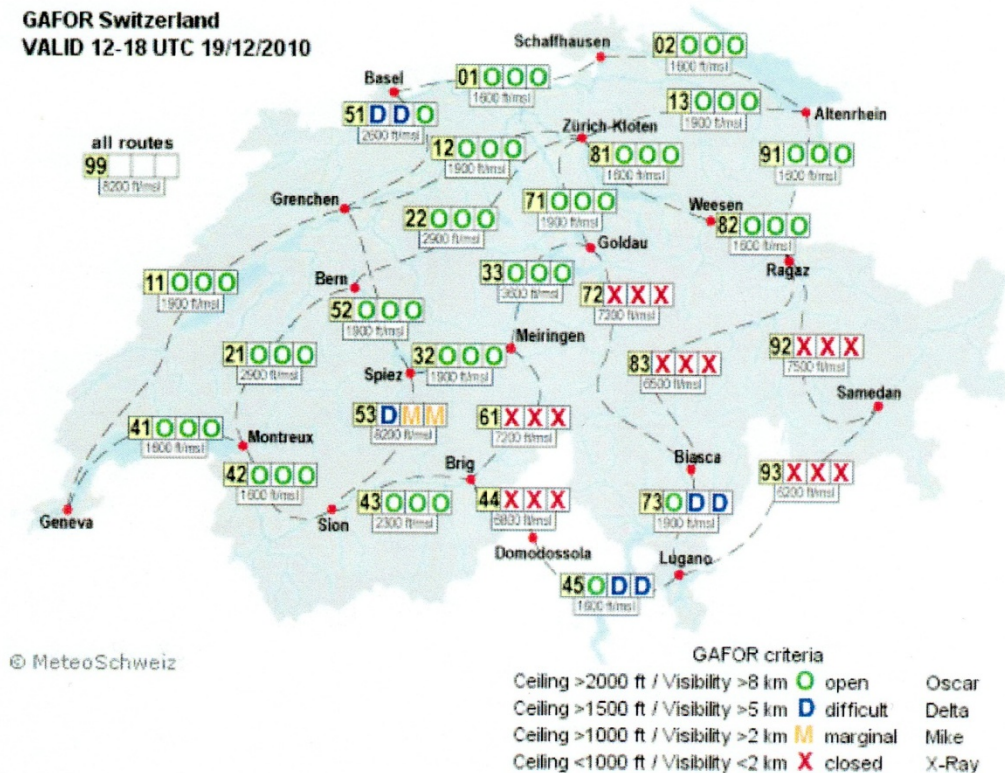 GAFOR Switzerland
VALID 12-18 UTC 19/12/2010
Schaffhausen
02 O O O
1600 ft/msl
Basel
01 O O O
1600 ft/msl
51 D D O
2600 ft/msl
13 O O O
1900 ft/msl
Altenrhein
Zürich-Kloten
all routes
99
8200 ft/msl
12 O O O
1900 ft/msl
81 O O O
1600 ft/msl
91 O O O
1600 ft/msl
Grenchen
22 O O O
2900 ft/msl
71 O O O
1900 ft/msl
Weesen
82 O O O
1600 ft/msl
Goldau
Ragaz
11 O O O
1900 ft/msl
Bern
33 O O O
3600 ft/msl
72 X X X
7200 ft/msl
52 O O O
1900 ft/msl
Meiringen
21 O O O
2900 ft/msl
32 O O O
1900 ft/msl
Spiez
83 X X X
6500 ft/msl
92 X X X
7500 ft/msl
Samedan
53 D M M
8200 ft/msl
61 X X X
7200 ft/msl
41 O O O
1600 ft/msl
Montreux
42 O O O
1600 ft/msl
Brig
Biasca
93 X X X
6200 ft/msl
Geneva
Sion
43 O O O
2300 ft/msl
44 X X X
6800 ft/msl
73 O D D
1900 ft/msl
Domodossola
Lugano
45 O D D
1600 ft/msl
© MeteoSchweiz
GAFOR criteria
Ceiling >2000 ft / Visibility >8 km O open Oscar
Ceiling >1500 ft / Visibility >5 km D difficult Delta
Ceiling >1000 ft / Visibility >2 km M marginal Mike
Ceiling <1000 ft / Visibility <2 km X closed X-Ray